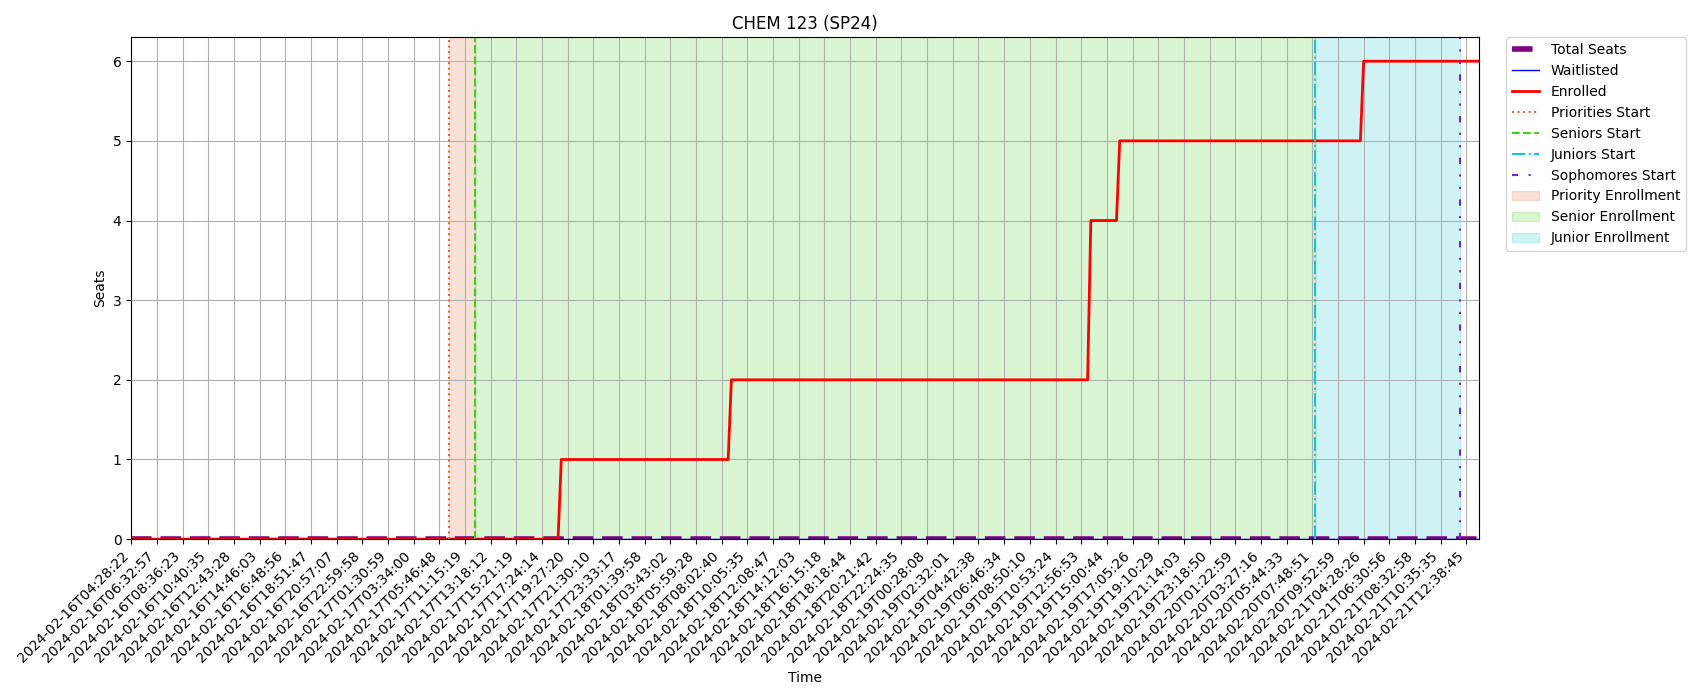 CHEM 123 (SP24)
Seats
6
5
4
3
2
1
0
2024-02-16T04:28:22
2024-02-16T06:32:57
2024-02-16T08:36:23
2024-02-16T10:40:35
2024-02-16T12:43:28
2024-02-16T14:46:03
2024-02-16T16:48:56
2024-02-16T18:51:47
2024-02-16T20:57:07
2024-02-16T22:59:58
2024-02-17T01:30:59
2024-02-17T03:34:00
2024-02-17T05:46:48
2024-02-17T11:15:19
2024-02-17T13:18:12
2024-02-17T15:21:19
2024-02-17T17:24:14
2024-02-17T19:27:20
2024-02-17T21:30:10
2024-02-17T23:33:17
2024-02-18T01:39:58
2024-02-18T03:43:02
2024-02-18T05:59:28
2024-02-18T08:02:40
2024-02-18T10:05:35
2024-02-18T12:08:47
2024-02-18T14:12:03
2024-02-18T16:15:18
2024-02-18T18:18:44
2024-02-18T20:21:42
2024-02-18T22:24:35
2024-02-19T00:28:08
2024-02-19T02:32:01
2024-02-19T04:42:38
2024-02-19T06:46:34
2024-02-19T08:50:10
2024-02-19T10:53:24
2024-02-19T12:56:53
2024-02-19T15:00:44
2024-02-19T17:05:26
2024-02-19T19:10:29
2024-02-19T21:14:03
2024-02-19T23:18:50
2024-02-20T01:22:59
2024-02-20T03:27:16
2024-02-20T05:44:33
2024-02-20T07:48:51
2024-02-20T09:52:59
2024-02-21T04:28:26
2024-02-21T06:30:56
2024-02-21T08:32:58
2024-02-21T10:35:35
2024-02-21T12:38:45
Time
Total Seats
Waitlisted
Enrolled
Priorities Start
Seniors Start
Juniors Start
Sophomores Start
Priority Enrollment
Senior Enrollment
Junior Enrollment